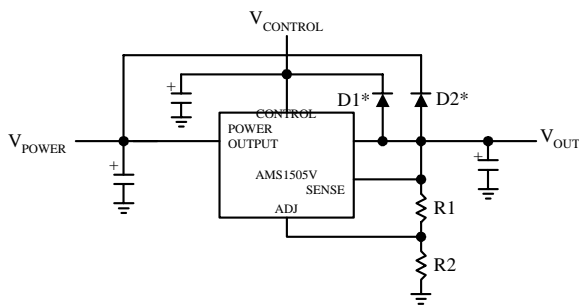 V_CONTROL
+
D1*
D2*
CONTROL
V_POWER
POWER
OUTPUT
V_OUT
+
+
AMS1505V
SENSE
ADJ
R1
R2